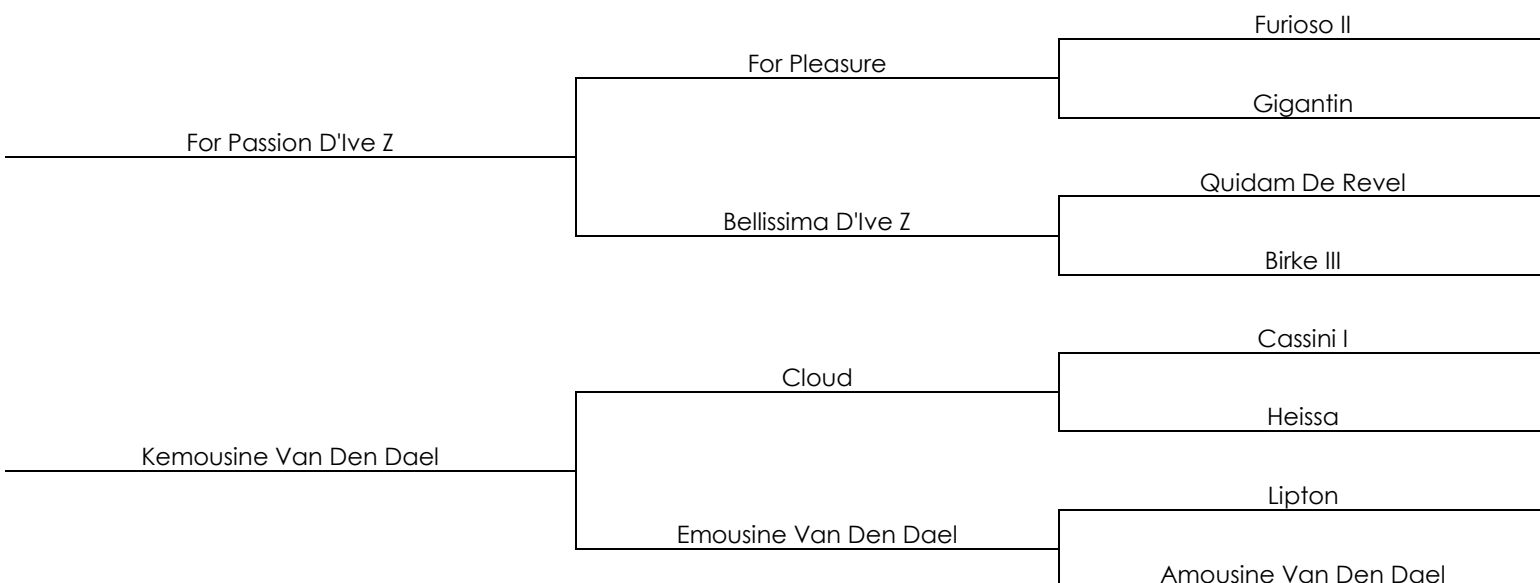 Furioso II
For Pleasure
Gigantin
For Passion D'Ive Z
Quidam De Revel
Bellissima D'Ive Z
Birke III
Cassini I
Cloud
Heissa
Kemousine Van Den Dael
Lipton
Emousine Van Den Dael
Amousine Van Den Dael